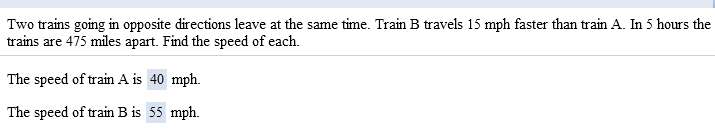 Two trains going in opposite directions leave at the same time. Train B travels 15 mph faster than train A. In 5 hours the
trains are 475 miles apart. Find the speed of each.
The speed of train A is 40 mph.
The speed of train B is 55 mph.